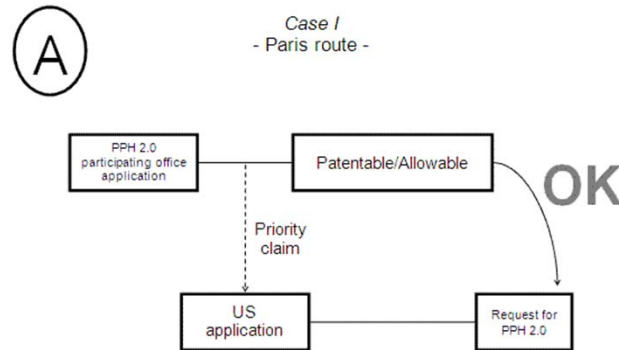 A
Case I
- Paris route -
PPH 2.0
participating office
application
Patentable/Allowable
OK
Priority
claim
US
application
Request for
PPH 2.0